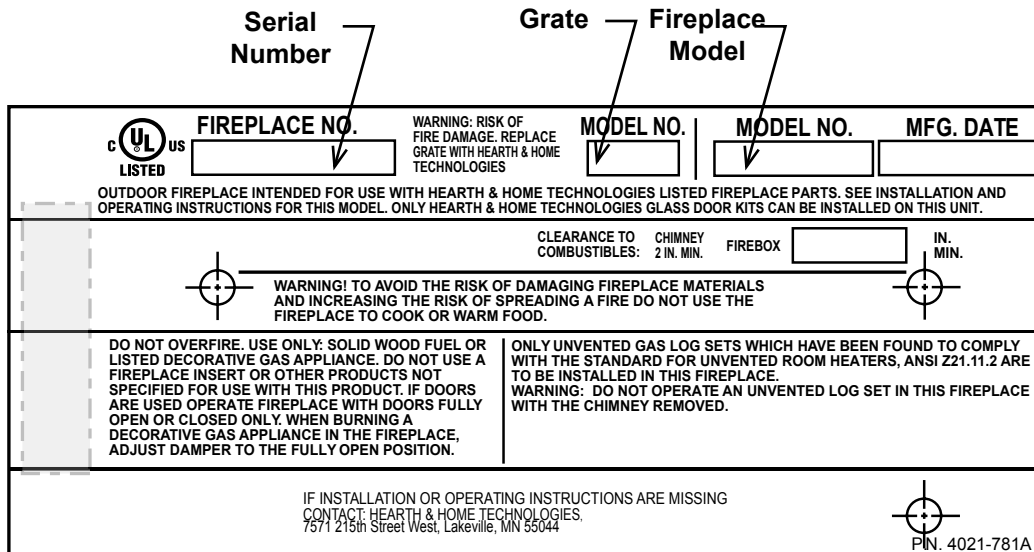 Serial
Number
Grate
Fireplace
Model
C UL US
LISTED
FIREPLACE NO.
WARNING: RISK OF
FIRE DAMAGE. REPLACE
GRATE WITH HEARTH & HOME
TECHNOLOGIES
MODEL NO.
MODEL NO.
MFG. DATE
OUTDOOR FIREPLACE INTENDED FOR USE WITH HEARTH & HOME TECHNOLOGIES LISTED FIREPLACE PARTS. SEE INSTALLATION AND
OPERATING INSTRUCTIONS FOR THIS MODEL. ONLY HEARTH & HOME TECHNOLOGIES GLASS DOOR KITS CAN BE INSTALLED ON THIS UNIT.
CLEARANCE TO
COMBUSTIBLES:
CHIMNEY
2 IN. MIN.
FIREBOX
IN.
MIN.
WARNING! TO AVOID THE RISK OF DAMAGING FIREPLACE MATERIALS
AND INCREASING THE RISK OF SPREADING A FIRE DO NOT USE THE
FIREPLACE TO COOK OR WARM FOOD.
DO NOT OVERFIRE. USE ONLY: SOLID WOOD FUEL OR
LISTED DECORATIVE GAS APPLIANCE. DO NOT USE A
FIREPLACE INSERT OR OTHER PRODUCTS NOT
SPECIFIED FOR USE WITH THIS PRODUCT. IF DOORS
ARE USED OPERATE FIREPLACE WITH DOORS FULLY
OPEN OR CLOSED ONLY. WHEN BURNING A
DECORATIVE GAS APPLIANCE IN THE FIREPLACE,
ADJUST DAMPER TO THE FULLY OPEN POSITION.
ONLY UNVENTED GAS LOG SETS WHICH HAVE BEEN FOUND TO COMPLY
WITH THE STANDARD FOR UNVENTED ROOM HEATERS, ANSI Z21.11.2 ARE
TO BE INSTALLED IN THIS FIREPLACE.
WARNING: DO NOT OPERATE AN UNVENTED LOG SET IN THIS FIREPLACE
WITH THE CHIMNEY REMOVED.
IF INSTALLATION OR OPERATING INSTRUCTIONS ARE MISSING
CONTACT: HEARTH & HOME TECHNOLOGIES,
7571 215th Street West, Lakeville, MN 55044
P.N. 4021-781A